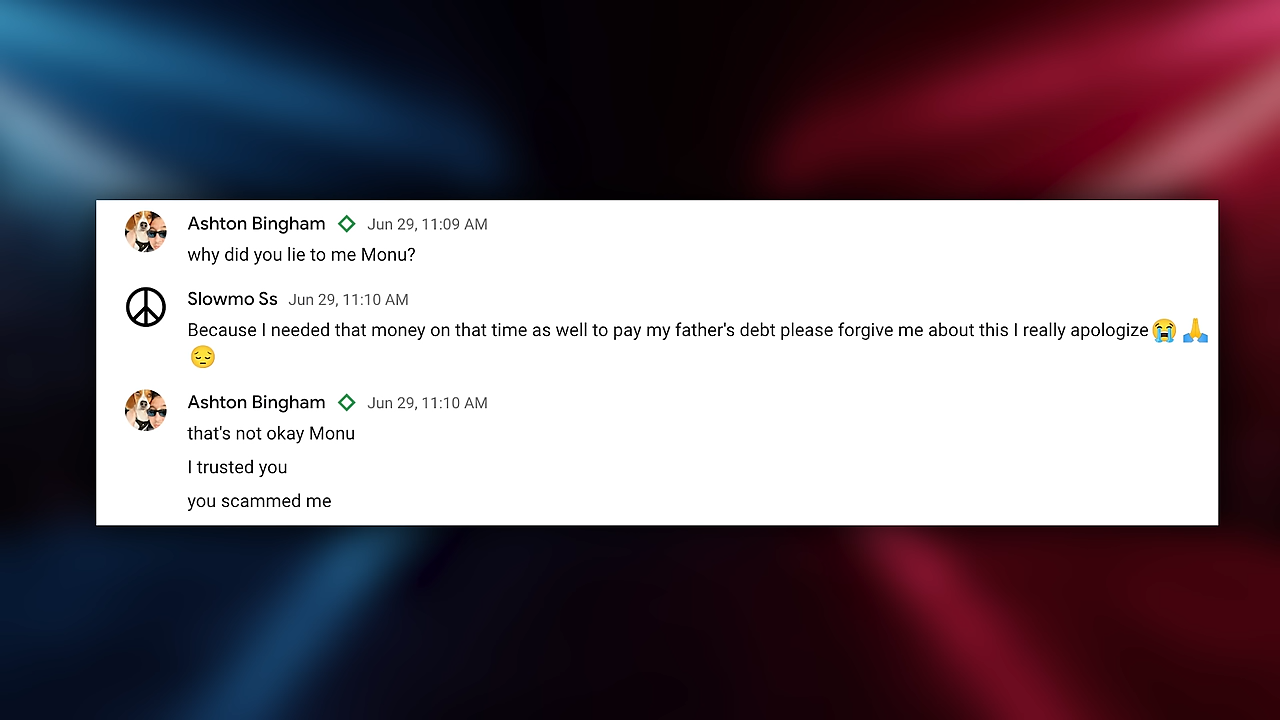 Ashton Bingham Jun 29, 11:09 AM
why did you lie to me Monu?
Slowmo Ss Jun 29, 11:10 AM
Because I needed that money on that time as well to pay my father's debt please forgive me about this I really apologize😭 🙏
😔
Ashton Bingham Jun 29, 11:10 AM
that's not okay Monu
I trusted you
you scammed me